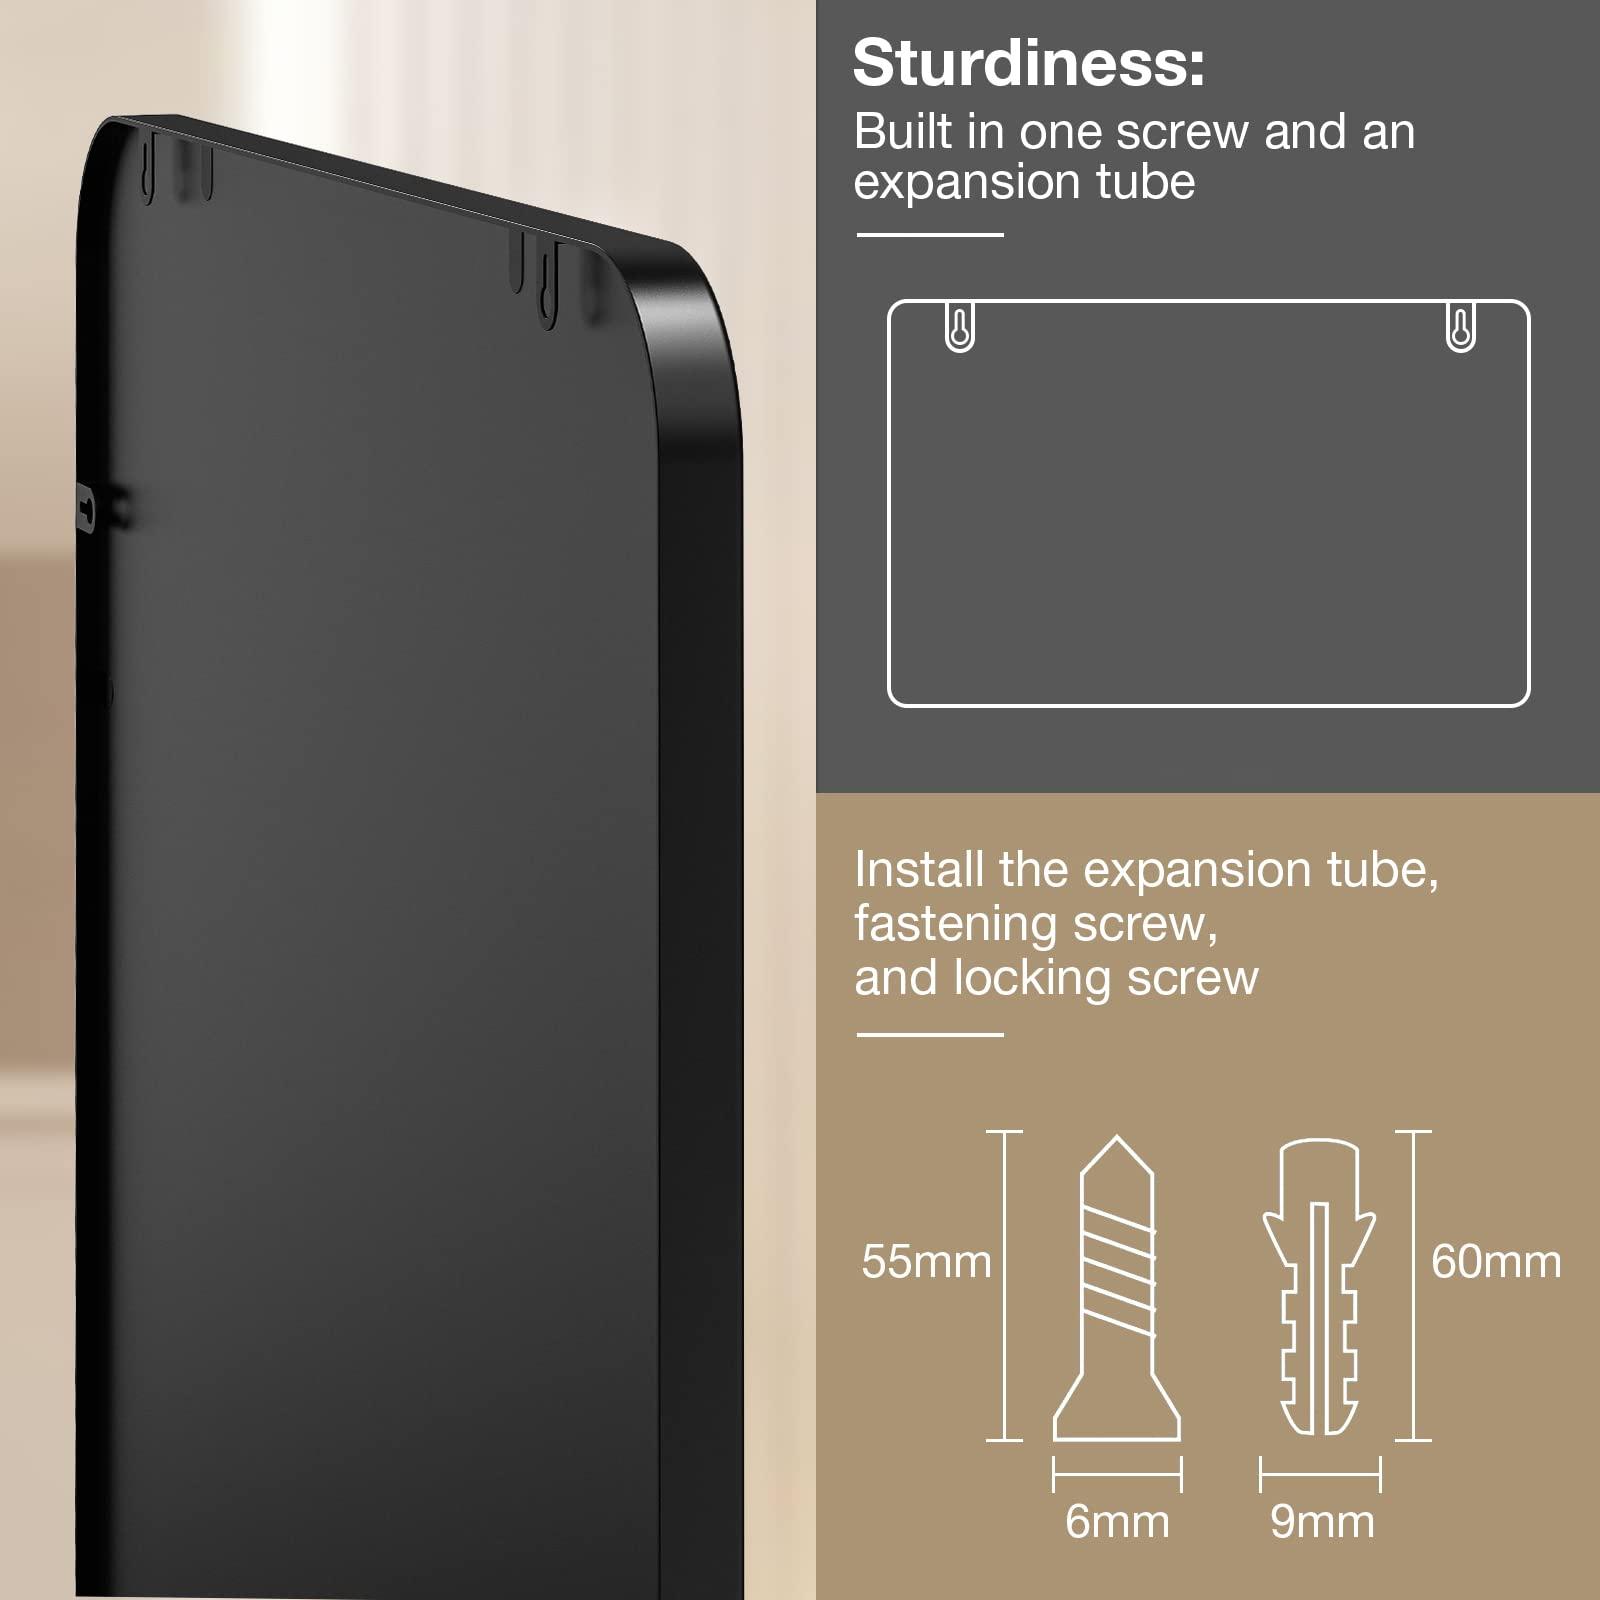 Sturdiness:
Built in one screw and an
expansion tube
Install the expansion tube,
fastening screw,
and locking screw
55mm
60mm
6mm
9mm